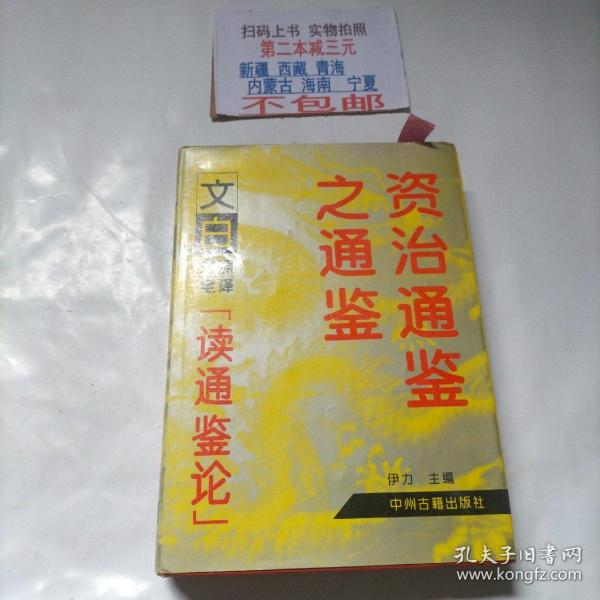 扫码上书 实物拍照
第二本减三元
新疆 西藏 青海
内蒙古 海南 宁夏
不包邮
资治通鉴
之通鉴
文白
全译
「读通鉴论」
伊力 主编
中州古籍出版社
孔夫子旧书网
www.kongfz.com